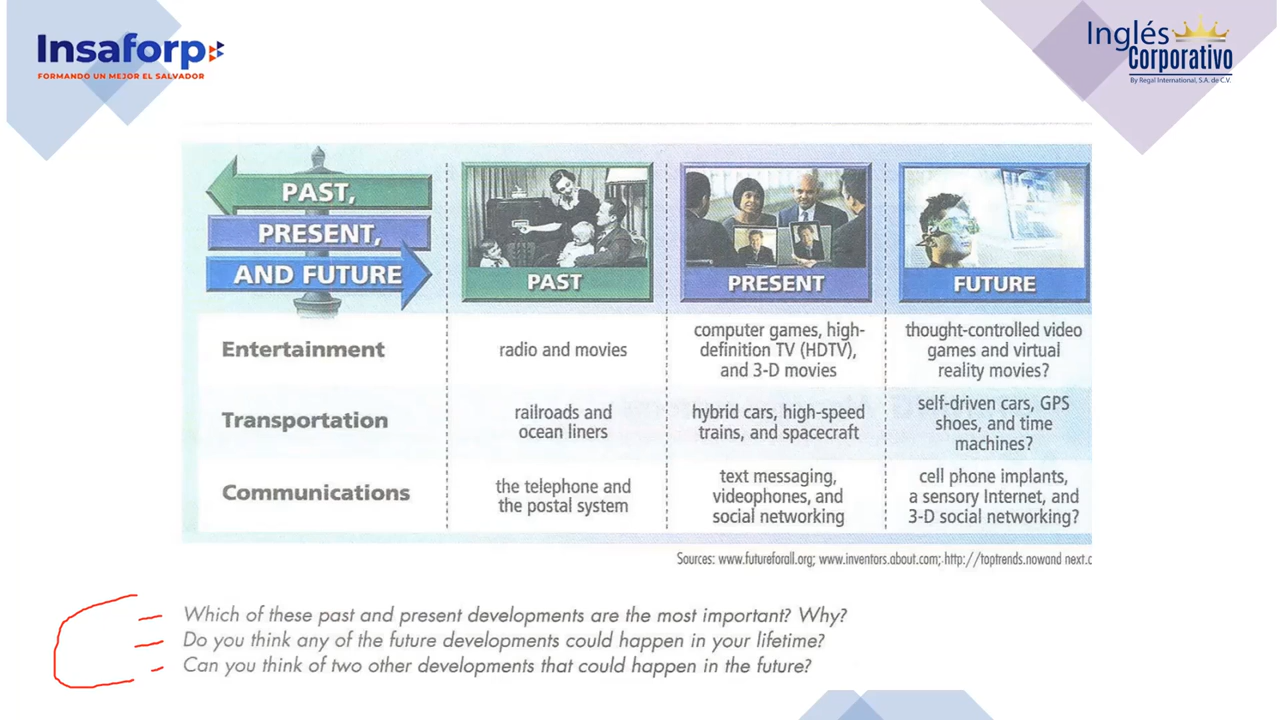 Insaforp
FORMANDO UN MEJOR EL SALVADOR
Inglés
Corporativo
By Regal International, S.A. de C.V.
PAST,
PRESENT,
AND FUTURE
PAST
PRESENT
FUTURE
Entertainment
radio and movies
computer games, high-
definition TV (HDTV),
and 3-D movies
thought-controlled video
games and virtual
reality movies?
Transportation
railroads and
ocean liners
hybrid cars, high-speed
trains, and spacecraft
self-driven cars, GPS
shoes, and time
machines?
Communications
the telephone and
the postal system
text messaging,
videophones, and
social networking
cell phone implants,
a sensory Internet, and
3-D social networking?
Sources: www.futureforall.org; www.inventors.about.com; http://toptrends.nowand next.c
Which of these past and present developments are the most important? Why?
Do you think any of the future developments could happen in your lifetime?
Can you think of two other developments that could happen in the future?